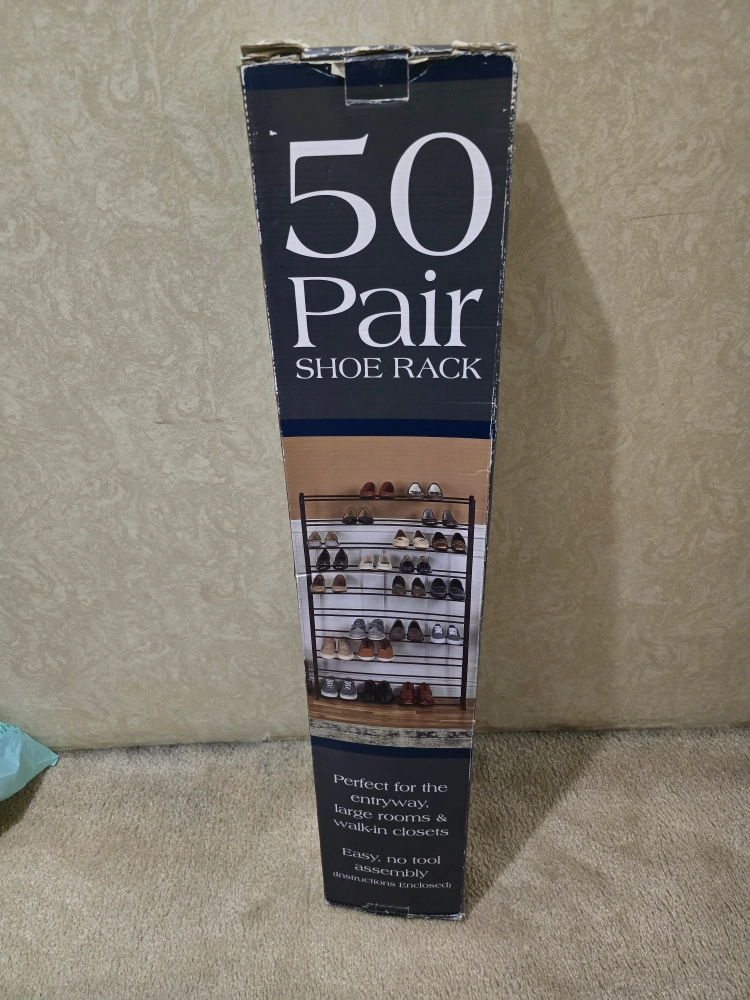 50
Pair
SHOE RACK
Perfect for the
entryway,
large rooms &
walk-in closets
Easy, no tool
assembly
(Instructions Enclosed)